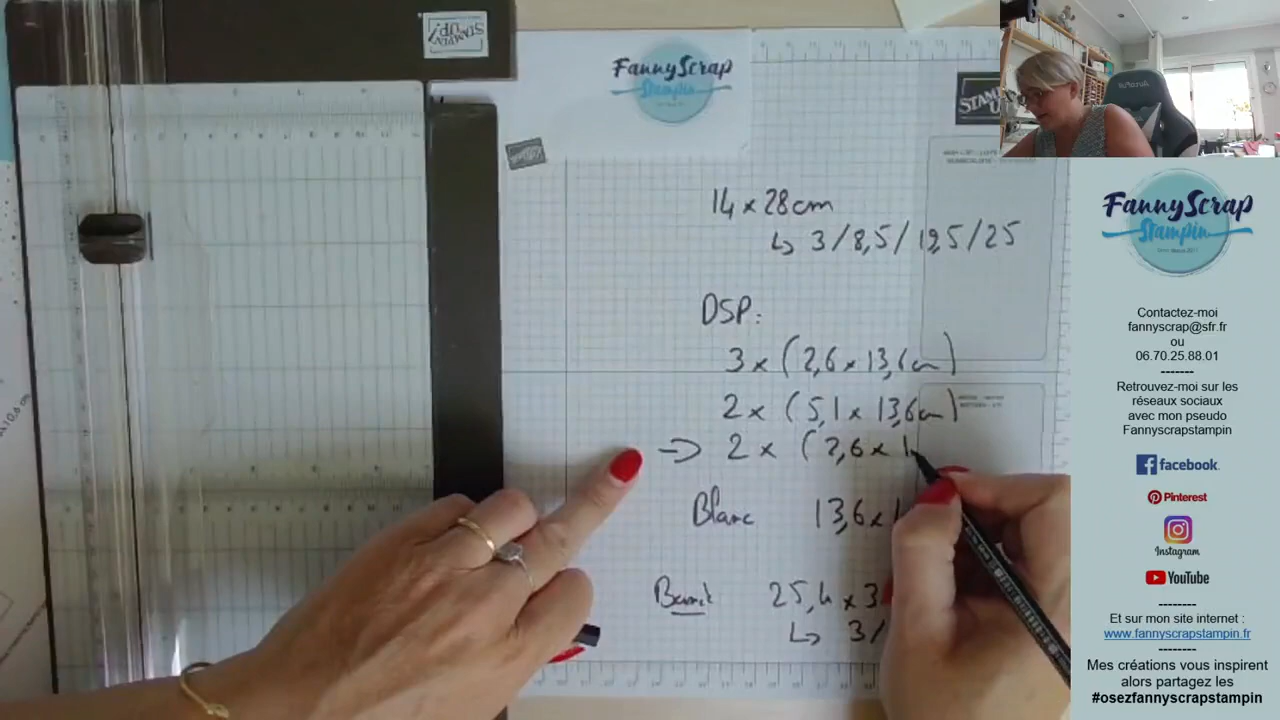 STAMPIN' UP!
FannyScrap
Stampin'
STAMPIN' UP!
14 x 28 cm
↳ 3 / 8,5 / 19,5 / 25
DSP:
3 x (2,6 x 13,6 cm)
2 x (5,1 x 13,6 cm)
→ 2 x (2,6 x 1
Blanc 13,6 x 1
25,4 x 3
↳ 3 /
FannyScrap
Stampin'
Contactez-moi
fannyscrap@sfr.fr
ou
06.70.25.88.01
-------
Retrouvez-moi sur les
réseaux sociaux
avec mon pseudo
Fannyscrapstampin
facebook.
Pinterest
Instagram
YouTube
--------
Et sur mon site internet :
www.fannyscrapstampin.fr
--------
Mes créations vous inspirent
alors partagez les
#osezfannyscrapstampin